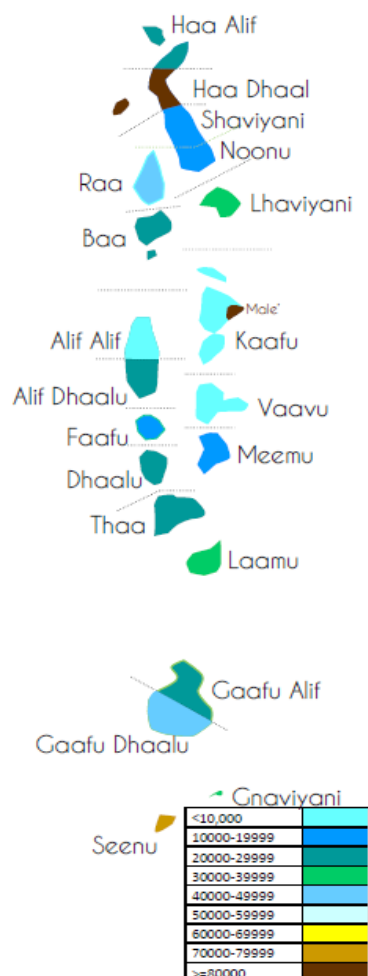 Haa Alif
Haa Dhaal
Shaviyani
Noonu
Raa
Lhaviyani
Baa
Male'
Alif Alif
Kaafu
Alif Dhaalu
Vaavu
Faafu
Meemu
Dhaalu
Thaa
Laamu
Gaafu Alif
Gaafu Dhaalu
Gnaviyani
Seenu
<10,000
10000-19999
20000-29999
30000-39999
40000-49999
50000-59999
60000-69999
70000-79999
>=80000